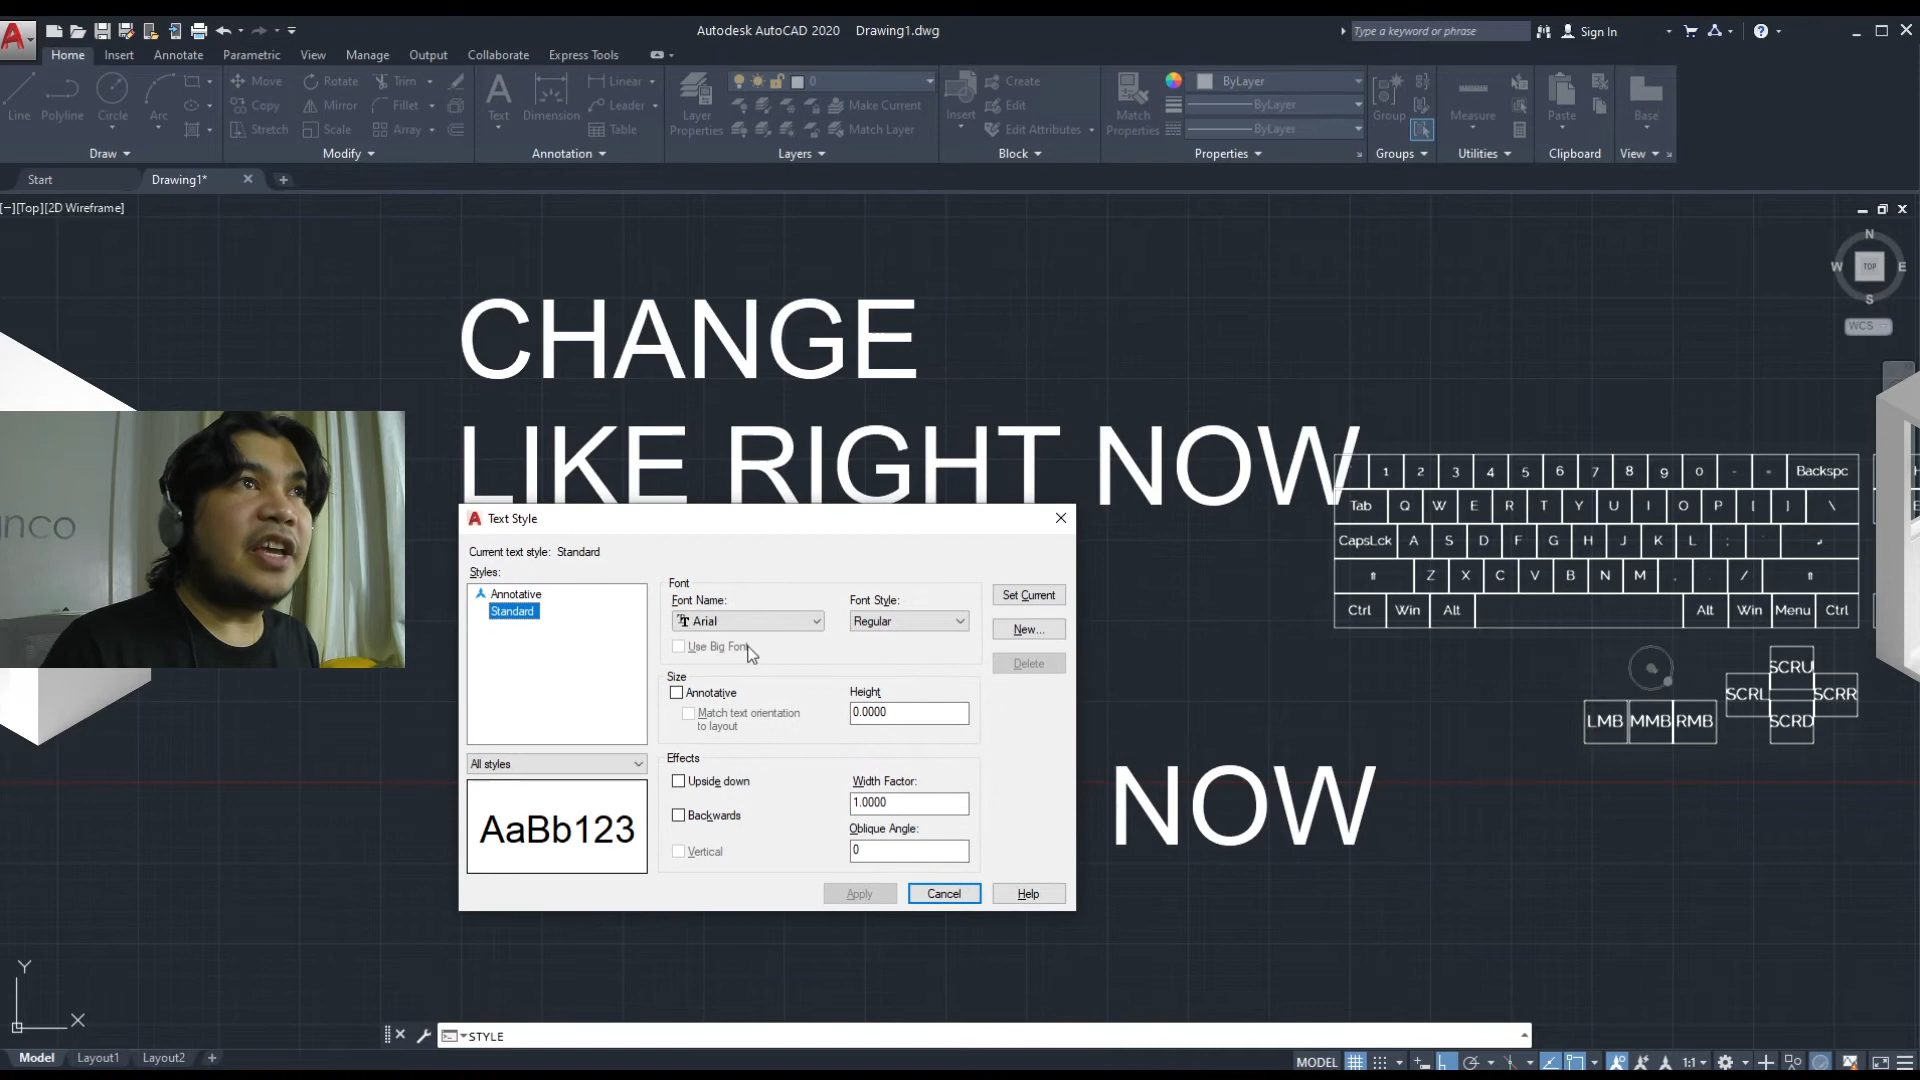 Autodesk AutoCAD 2020 Drawing1.dwg
Type a keyword or phrase
Sign In
Home Insert Annotate Parametric View Manage Output Collaborate Express Tools
Move Rotate Trim
Linear
0
Create
ByLayer
Copy Mirror Fillet
Leader
Make Current
Edit
ByLayer
Line Polyline Circle Arc
Text Dimension
Layer
Properties
Insert
Match
Properties
Group
Measure
Paste
Base
Stretch Scale Array
Table
Match Layer
Edit Attributes
ByLayer
Draw Modify Annotation Layers Block Properties Groups Utilities Clipboard View
Start Drawing1*
[−][Top][2D Wireframe]
N
W TOP E
S
WCS
CHANGE
LIKE RIGHT NOW
NOW
Text Style
Current text style: Standard
Styles:
Annotative
Standard
All styles
AaBb123
Font
Font Name:
Arial
Use Big Font
Font Style:
Regular
Size
Annotative
Match text orientation
to layout
Height
0.0000
Effects
Upside down
Backwards
Vertical
Width Factor:
1.0000
Oblique Angle:
0
Set Current
New...
Delete
Apply Cancel Help
1 2 3 4 5 6 7 8 9 0 - = Backspc
Tab Q W E R T Y U I O P [ ] \
CapsLck A S D F G H J K L ;
Z X C V B N M , . /
Ctrl Win Alt Alt Win Menu Ctrl
SCRU
SCRL SCRR
LMB MMB RMB SCRD
Y
X
STYLE
Model Layout1 Layout2
MODEL
1:1